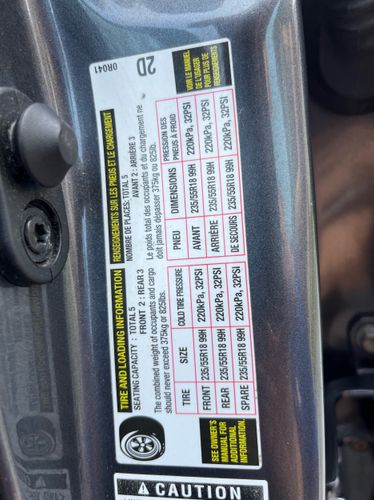 TIRE AND LOADING INFORMATION
SEATING CAPACITY : TOTAL 5
FRONT 2 : REAR 3
The combined weight of occupants and cargo
should never exceed 375kg or 825lbs.
TIRE SIZE COLD TIRE PRESSURE
FRONT 235/55R18 99H 220kPa, 32PSI
REAR 235/55R18 99H 220kPa, 32PSI
SPARE 235/55R18 99H 220kPa, 32PSI
SEE OWNER'S
MANUAL FOR
ADDITIONAL
INFORMATION
RENSEIGNEMENTS SUR LES PNEUS ET LE CHARGEMENT
NOMBRE DE PLACES: TOTAL 5
AVANT 2 : ARRIÈRE 3
Le poids total des occupants et du chargement ne
doit jamais dépasser 375kg ou 825lb.
PNEU DIMENSIONS PRESSION DES
PNEUS À FROID
AVANT 235/55R18 99H 220kPa, 32PSI
ARRIÈRE 235/55R18 99H 220kPa, 32PSI
DE SECOURS 235/55R18 99H 220kPa, 32PSI
VOIR LE MANUEL
DE L'USAGER
POUR PLUS DE
RENSEIGNEMENTS
0R041
2D
CAUTION